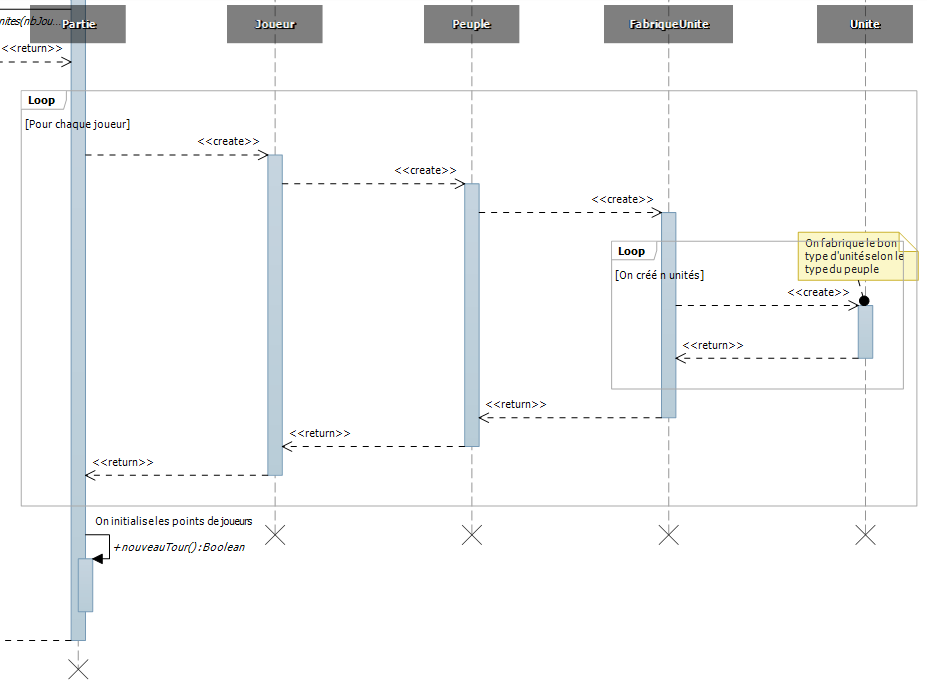 Partie
Joueur
Peuple
FabriqueUnite
Unite
nites(nbJou...
<<return>>
Loop
[Pour chaque joueur]
<<create>>
<<create>>
<<create>>
On fabrique le bon
type d'unité selon le
type du peuple
Loop
[On créé n unités]
<<create>>
<<return>>
<<return>>
<<return>>
<<return>>
On initialise les points de joueurs
+nouveauTour():Boolean